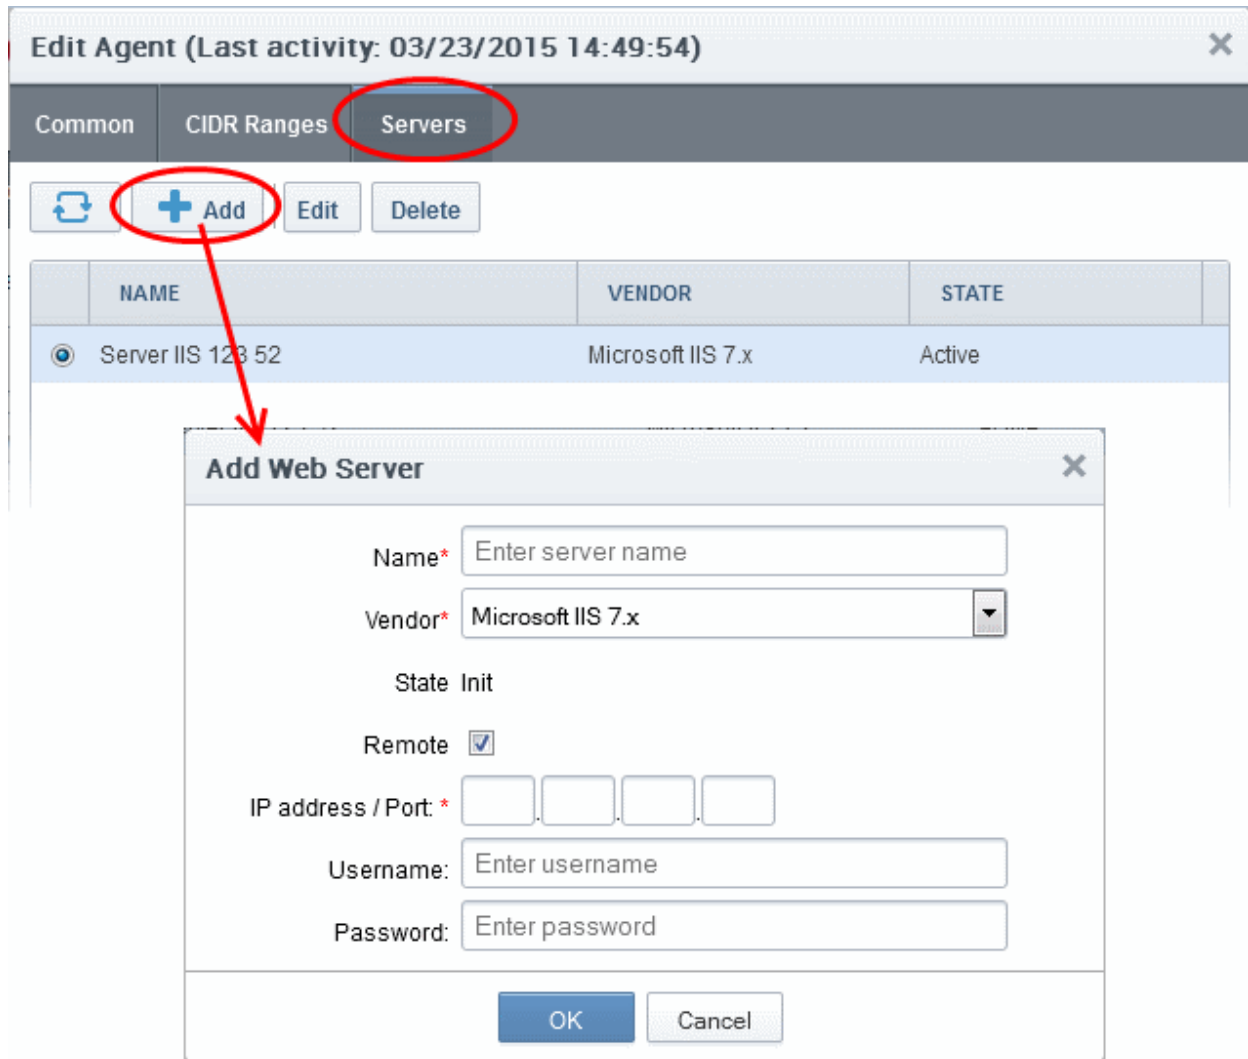 Edit Agent (Last activity: 03/23/2015 14:49:54)
Common CIDR Ranges Servers
Add Edit Delete
NAME VENDOR STATE
Server IIS 123 52 Microsoft IIS 7.x Active
Add Web Server
Name* Enter server name
Vendor* Microsoft IIS 7.x
State Init
Remote
IP address / Port: * . . .
Username: Enter username
Password: Enter password
OK Cancel